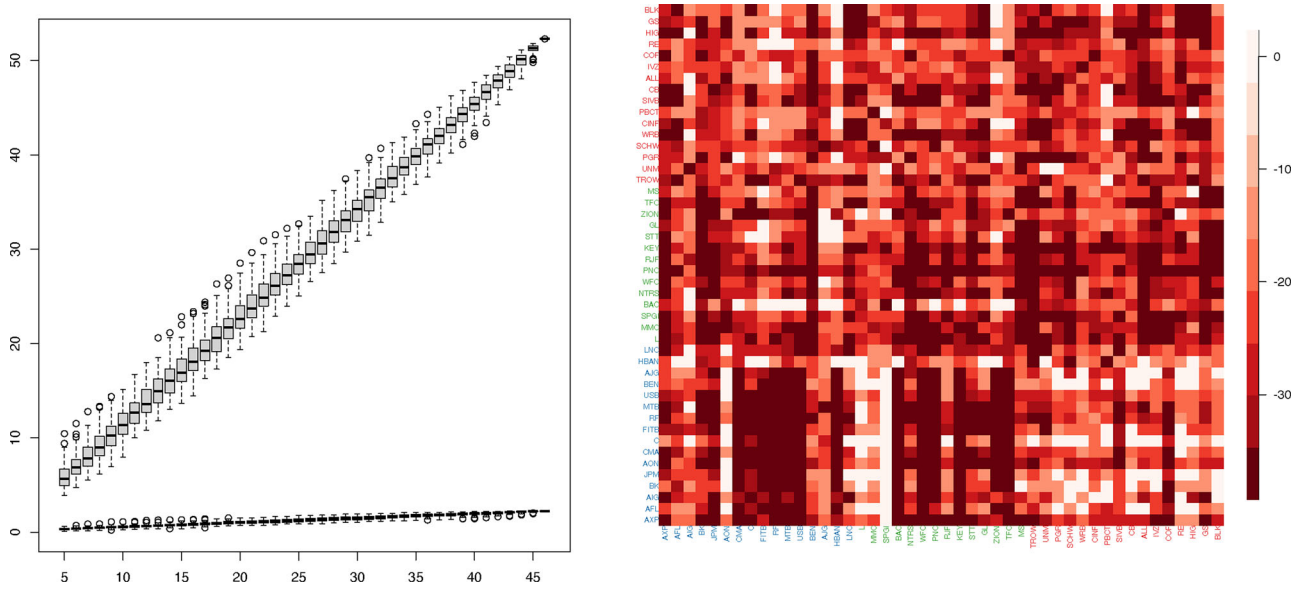 50
40
30
20
10
0
5 10 15 20 25 30 35 40 45
BLK
GS
HIG
RE
COF
IVZ
ALL
CB
SIVB
PBCT
CINF
WRB
SCHW
PGR
UNM
TROW
MS
TFC
ZION
GL
STT
KEY
RJF
PNC
WFC
NTRS
BAC
SPGI
MMC
L
LNC
HBAN
AJG
BEN
USB
MTB
RF
FITB
C
CMA
AON
JPM
BK
AIG
AFL
AXP
AXP AFL AIG BK JPM AON CMA C FITB RF MTB USB BEN AJG HBAN LNC L MMC SPGI BAC NTRS WFC PNC RJF KEY STT GL ZION TFC MS TROW UNM PGR SCHW WRB CINF PBCT SIVB CB ALL IVZ COF RE HIG GS BLK
0
-10
-20
-30